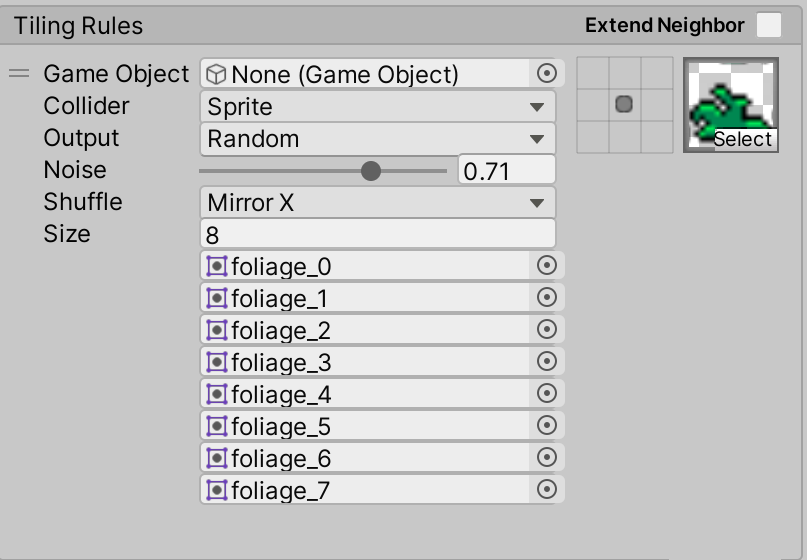 Tiling Rules Extend Neighbor
Game Object None (Game Object)
Collider Sprite
Output Random
Noise 0.71
Shuffle Mirror X
Size 8
foliage_0
foliage_1
foliage_2
foliage_3
foliage_4
foliage_5
foliage_6
foliage_7
Select